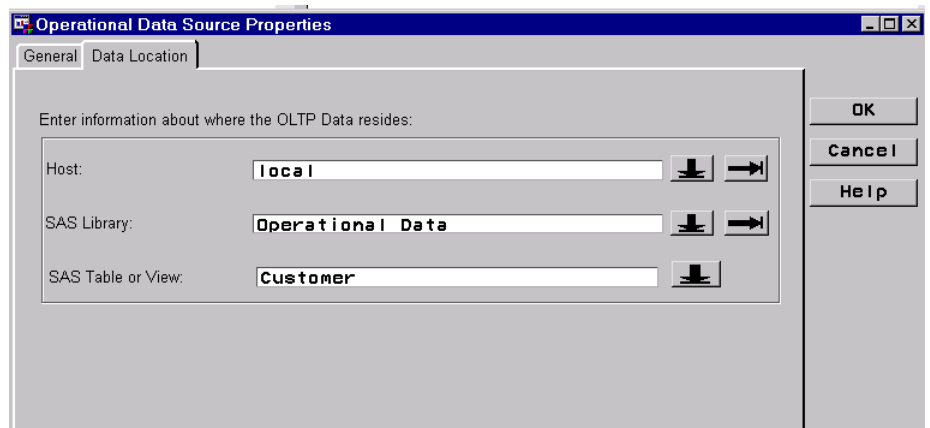 Operational Data Source Properties
General Data Location
Enter information about where the OLTP Data resides:
Host: local
SAS Library: Operational Data
SAS Table or View: Customer
OK
Cancel
Help